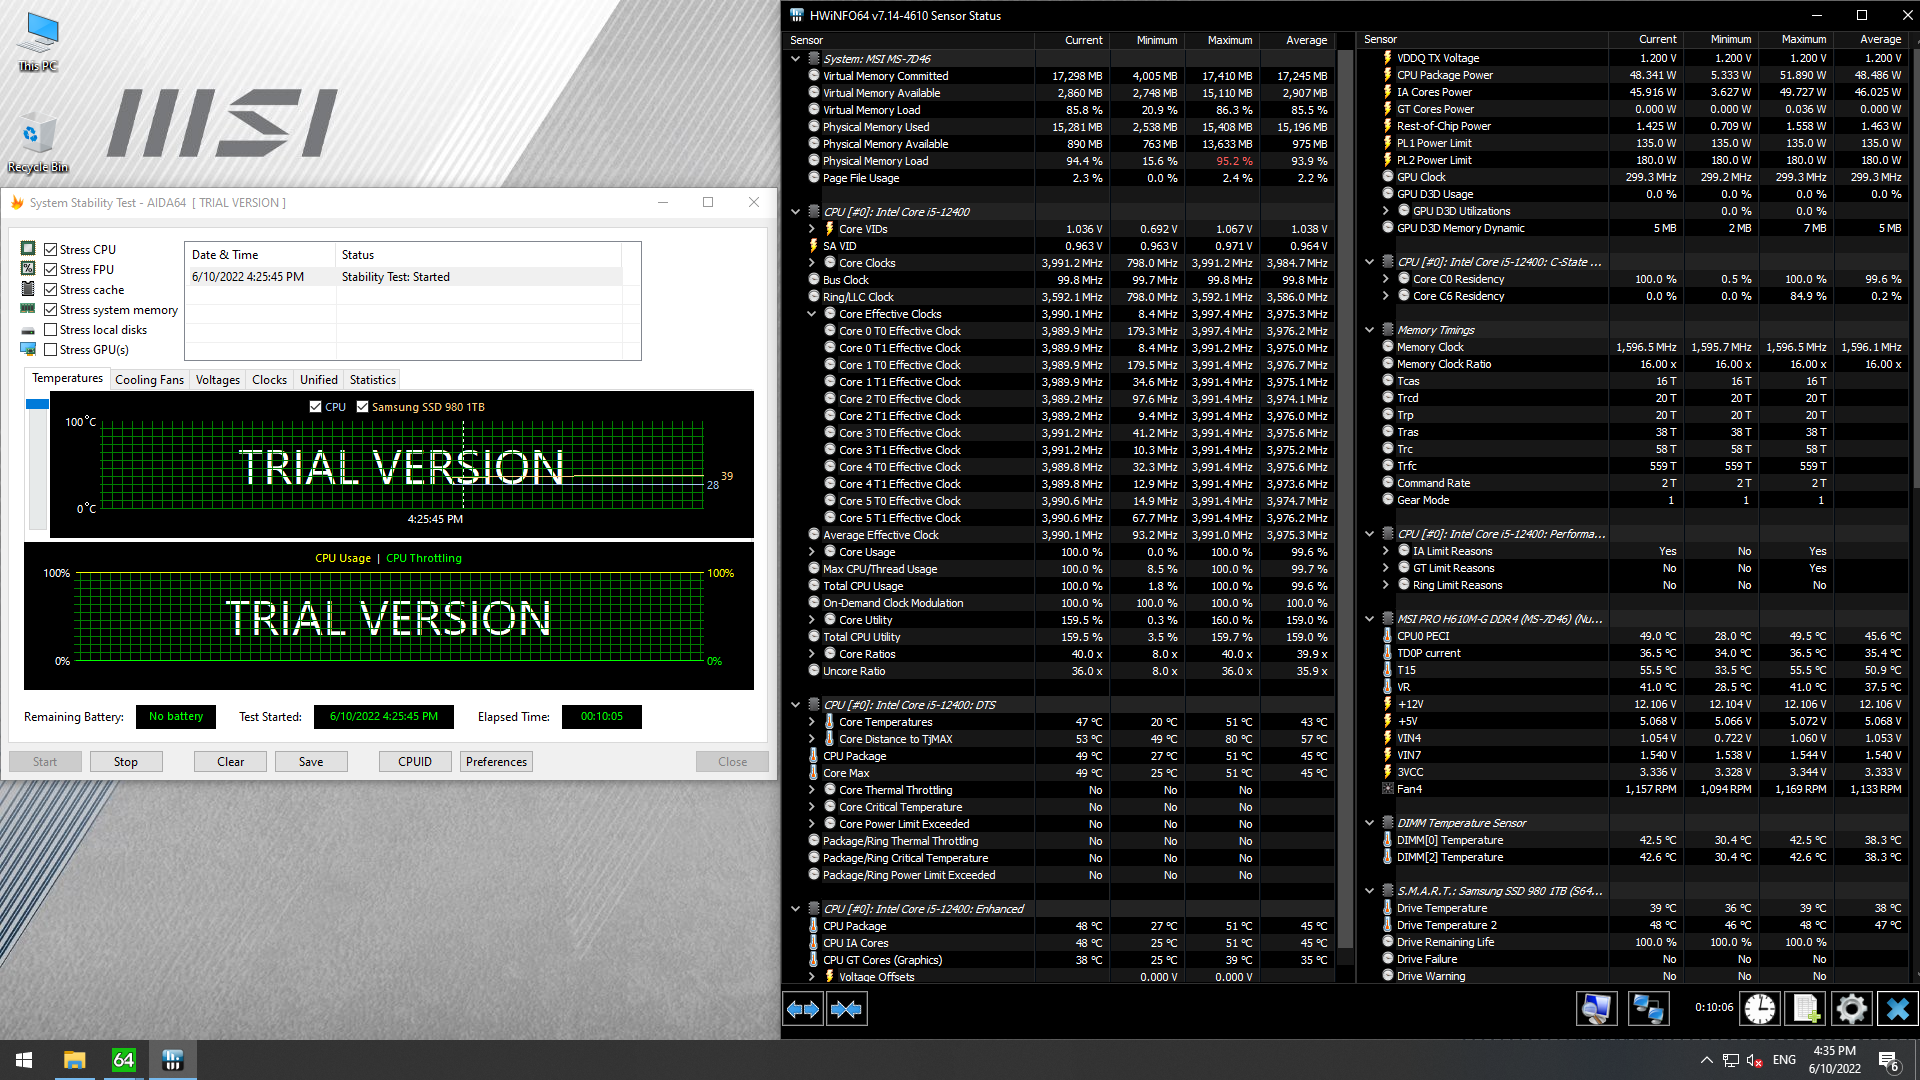 This PC
msi
Recycle Bin
System Stability Test - AIDA64 [ TRIAL VERSION ]
Stress CPU
Stress FPU
Stress cache
Stress system memory
Stress local disks
Stress GPU(s)
Date & Time Status
6/10/2022 4:25:45 PM Stability Test: Started
Temperatures Cooling Fans Voltages Clocks Unified Statistics
CPU Samsung SSD 980 1TB
100°C
TRIAL VERSION
39
28
0°C
4:25:45 PM
CPU Usage | CPU Throttling
100% 100%
TRIAL VERSION
0% 0%
Remaining Battery: No battery Test Started: 6/10/2022 4:25:45 PM Elapsed Time: 00:10:05
Start Stop Clear Save CPUID Preferences Close
HWiNFO64 v7.14-4610 Sensor Status
Sensor Current Minimum Maximum Average
System: MSI MS-7D46
Virtual Memory Committed 17,298 MB 4,005 MB 17,410 MB 17,245 MB
Virtual Memory Available 2,860 MB 2,748 MB 15,110 MB 2,907 MB
Virtual Memory Load 85.8 % 20.9 % 86.3 % 85.5 %
Physical Memory Used 15,281 MB 2,538 MB 15,408 MB 15,196 MB
Physical Memory Available 890 MB 763 MB 13,633 MB 975 MB
Physical Memory Load 94.4 % 15.6 % 95.2 % 93.9 %
Page File Usage 2.3 % 0.0 % 2.4 % 2.2 %
CPU [#0]: Intel Core i5-12400
Core VIDs 1.036 V 0.692 V 1.067 V 1.038 V
SA VID 0.963 V 0.963 V 0.971 V 0.964 V
Core Clocks 3,991.2 MHz 798.0 MHz 3,991.2 MHz 3,984.7 MHz
Bus Clock 99.8 MHz 99.7 MHz 99.8 MHz 99.8 MHz
Ring/LLC Clock 3,592.1 MHz 798.0 MHz 3,592.1 MHz 3,586.0 MHz
Core Effective Clocks 3,990.1 MHz 8.4 MHz 3,997.4 MHz 3,975.3 MHz
Core 0 T0 Effective Clock 3,989.9 MHz 179.3 MHz 3,997.4 MHz 3,976.2 MHz
Core 0 T1 Effective Clock 3,989.9 MHz 8.4 MHz 3,991.2 MHz 3,975.0 MHz
Core 1 T0 Effective Clock 3,989.9 MHz 179.5 MHz 3,991.4 MHz 3,976.7 MHz
Core 1 T1 Effective Clock 3,989.9 MHz 34.6 MHz 3,991.4 MHz 3,975.1 MHz
Core 2 T0 Effective Clock 3,989.2 MHz 97.6 MHz 3,991.4 MHz 3,974.1 MHz
Core 2 T1 Effective Clock 3,989.2 MHz 9.4 MHz 3,991.4 MHz 3,976.0 MHz
Core 3 T0 Effective Clock 3,991.2 MHz 41.2 MHz 3,991.4 MHz 3,975.6 MHz
Core 3 T1 Effective Clock 3,991.2 MHz 10.3 MHz 3,991.4 MHz 3,975.2 MHz
Core 4 T0 Effective Clock 3,989.8 MHz 32.3 MHz 3,991.4 MHz 3,975.6 MHz
Core 4 T1 Effective Clock 3,989.8 MHz 12.9 MHz 3,991.4 MHz 3,973.6 MHz
Core 5 T0 Effective Clock 3,990.6 MHz 14.9 MHz 3,991.4 MHz 3,974.7 MHz
Core 5 T1 Effective Clock 3,990.6 MHz 67.7 MHz 3,991.4 MHz 3,976.2 MHz
Average Effective Clock 3,990.1 MHz 93.2 MHz 3,991.0 MHz 3,975.3 MHz
Core Usage 100.0 % 0.0 % 100.0 % 99.6 %
Max CPU/Thread Usage 100.0 % 8.5 % 100.0 % 99.7 %
Total CPU Usage 100.0 % 1.8 % 100.0 % 99.6 %
On-Demand Clock Modulation 100.0 % 100.0 % 100.0 % 100.0 %
Core Utility 159.5 % 0.3 % 160.0 % 159.0 %
Total CPU Utility 159.5 % 3.5 % 159.7 % 159.0 %
Core Ratios 40.0 x 8.0 x 40.0 x 39.9 x
Uncore Ratio 36.0 x 8.0 x 36.0 x 35.9 x
CPU [#0]: Intel Core i5-12400: DTS
Core Temperatures 47 °C 20 °C 51 °C 43 °C
Core Distance to TjMAX 53 °C 49 °C 80 °C 57 °C
CPU Package 49 °C 27 °C 51 °C 45 °C
Core Max 49 °C 25 °C 51 °C 45 °C
Core Thermal Throttling No No No
Core Critical Temperature No No No
Core Power Limit Exceeded No No No
Package/Ring Thermal Throttling No No No
Package/Ring Critical Temperature No No No
Package/Ring Power Limit Exceeded No No No
CPU [#0]: Intel Core i5-12400: Enhanced
CPU Package 48 °C 27 °C 51 °C 45 °C
CPU IA Cores 48 °C 25 °C 51 °C 45 °C
CPU GT Cores (Graphics) 38 °C 25 °C 39 °C 35 °C
Voltage Offsets 0.000 V 0.000 V
Sensor Current Minimum Maximum Average
VDDQ TX Voltage 1.200 V 1.200 V 1.200 V 1.200 V
CPU Package Power 48.341 W 5.333 W 51.890 W 48.486 W
IA Cores Power 45.916 W 3.627 W 49.727 W 46.025 W
GT Cores Power 0.000 W 0.000 W 0.036 W 0.000 W
Rest-of-Chip Power 1.425 W 0.709 W 1.558 W 1.463 W
PL1 Power Limit 135.0 W 135.0 W 135.0 W 135.0 W
PL2 Power Limit 180.0 W 180.0 W 180.0 W 180.0 W
GPU Clock 299.3 MHz 299.2 MHz 299.3 MHz 299.3 MHz
GPU D3D Usage 0.0 % 0.0 % 0.0 % 0.0 %
GPU D3D Utilizations 0.0 % 0.0 %
GPU D3D Memory Dynamic 5 MB 2 MB 7 MB 5 MB
CPU [#0]: Intel Core i5-12400: C-State ...
Core C0 Residency 100.0 % 0.5 % 100.0 % 99.6 %
Core C6 Residency 0.0 % 0.0 % 84.9 % 0.2 %
Memory Timings
Memory Clock 1,596.5 MHz 1,595.7 MHz 1,596.5 MHz 1,596.1 MHz
Memory Clock Ratio 16.00 x 16.00 x 16.00 x 16.00 x
Tcas 16 T 16 T 16 T
Trcd 20 T 20 T 20 T
Trp 20 T 20 T 20 T
Tras 38 T 38 T 38 T
Trc 58 T 58 T 58 T
Trfc 559 T 559 T 559 T
Command Rate 2 T 2 T 2 T
Gear Mode 1 1 1
CPU [#0]: Intel Core i5-12400: Performa...
IA Limit Reasons Yes No Yes
GT Limit Reasons No No Yes
Ring Limit Reasons No No No
MSI PRO H610M-G DDR4 (MS-7D46) (Nu...
CPU0 PECI 49.0 °C 28.0 °C 49.5 °C 45.6 °C
TD0P current 36.5 °C 34.0 °C 36.5 °C 35.4 °C
T15 55.5 °C 33.5 °C 55.5 °C 50.9 °C
VR 41.0 °C 28.5 °C 41.0 °C 37.5 °C
+12V 12.106 V 12.104 V 12.106 V 12.106 V
+5V 5.068 V 5.066 V 5.072 V 5.068 V
VIN4 1.054 V 0.722 V 1.060 V 1.053 V
VIN7 1.540 V 1.538 V 1.544 V 1.540 V
3VCC 3.336 V 3.328 V 3.344 V 3.333 V
Fan4 1,157 RPM 1,094 RPM 1,169 RPM 1,133 RPM
DIMM Temperature Sensor
DIMM[0] Temperature 42.5 °C 30.4 °C 42.5 °C 38.3 °C
DIMM[2] Temperature 42.6 °C 30.4 °C 42.6 °C 38.3 °C
S.M.A.R.T.: Samsung SSD 980 1TB (S64...
Drive Temperature 39 °C 36 °C 39 °C 38 °C
Drive Temperature 2 48 °C 46 °C 48 °C 47 °C
Drive Remaining Life 100.0 % 100.0 % 100.0 %
Drive Failure No No No
Drive Warning No No No
0:10:06
64
ENG
4:35 PM
6/10/2022
6